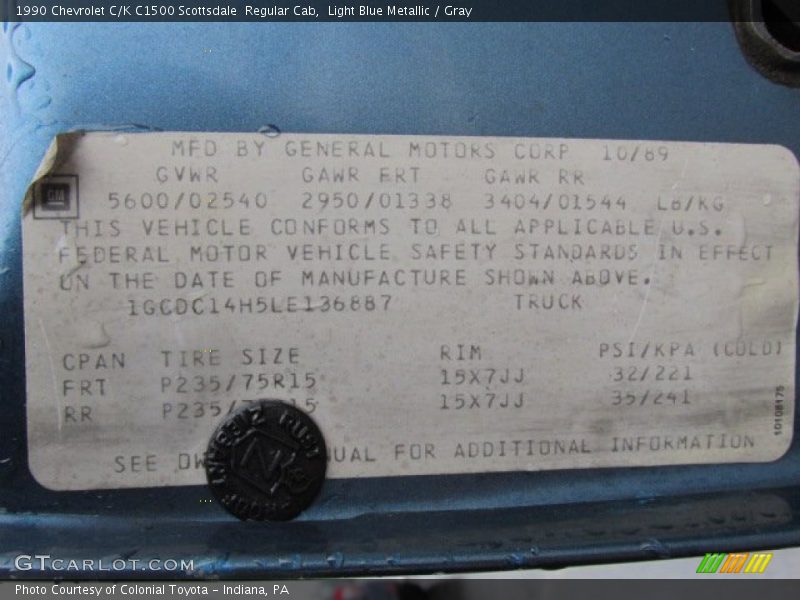 1990 Chevrolet C/K C1500 Scottsdale Regular Cab, Light Blue Metallic / Gray
MFD BY GENERAL MOTORS CORP 10/89
GVWR GAWR FRT GAWR RR
GM 5600/02540 2950/01338 3404/01544 LB/KG
THIS VEHICLE CONFORMS TO ALL APPLICABLE U.S.
FEDERAL MOTOR VEHICLE SAFETY STANDARDS IN EFFECT
ON THE DATE OF MANUFACTURE SHOWN ABOVE.
1GCDC14H5LE136887 TRUCK
CPAN TIRE SIZE RIM PSI/KPA (COLD)
FRT P235/75R15 15X7JJ 32/221
RR P235/ 15 15X7JJ 35/241
10108175
SEE FOR ADDITIONAL INFORMATION
GTCARLOT.COM
Photo Courtesy of Colonial Toyota - Indiana, PA